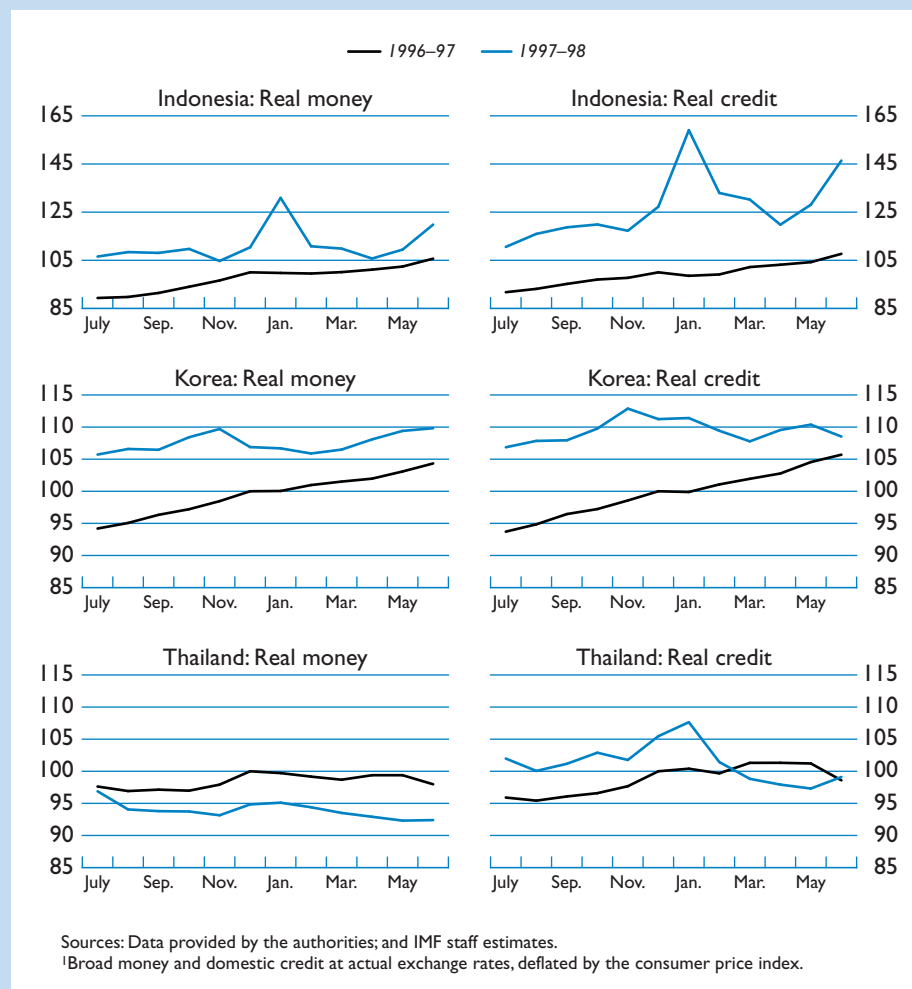 1996–97 1997–98
Indonesia: Real money Indonesia: Real credit
165 165
145 145
125 125
105 105
85 85
July Sep. Nov. Jan. Mar. May July Sep. Nov. Jan. Mar. May
Korea: Real money Korea: Real credit
115 115
110 110
105 105
100 100
95 95
90 90
85 85
July Sep. Nov. Jan. Mar. May July Sep. Nov. Jan. Mar. May
Thailand: Real money Thailand: Real credit
115 115
110 110
105 105
100 100
95 95
90 90
85 85
July Sep. Nov. Jan. Mar. May July Sep. Nov. Jan. Mar. May
Sources: Data provided by the authorities; and IMF staff estimates.
¹Broad money and domestic credit at actual exchange rates, deflated by the consumer price index.